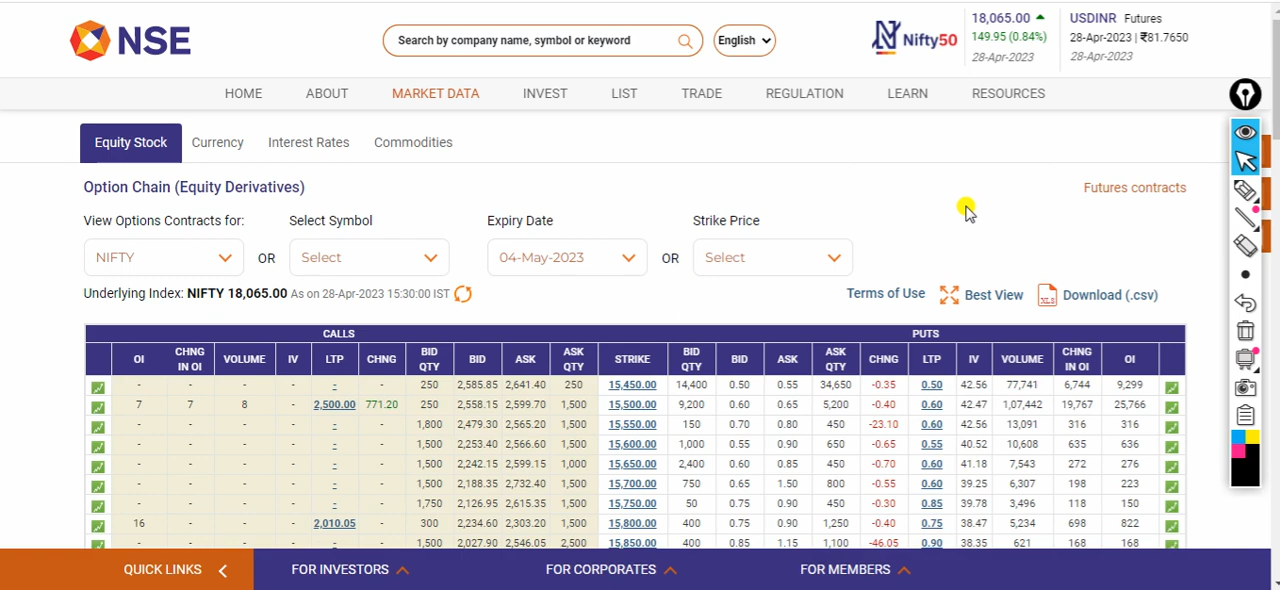 NSE
Search by company name, symbol or keyword
English
Nifty50
18,065.00
149.95 (0.84%)
28-Apr-2023
USDINR Futures
28-Apr-2023 | ₹81.7650
28-Apr-2023
HOME ABOUT MARKET DATA INVEST LIST TRADE REGULATION LEARN RESOURCES
Equity Stock Currency Interest Rates Commodities
Option Chain (Equity Derivatives) Futures contracts
View Options Contracts for: Select Symbol Expiry Date Strike Price
NIFTY OR Select 04-May-2023 OR Select
Underlying Index: NIFTY 18,065.00 As on 28-Apr-2023 15:30:00 IST
Terms of Use Best View XLS Download (.csv)
CALLS PUTS
OI CHNG IN OI VOLUME IV LTP CHNG BID QTY BID ASK ASK QTY STRIKE BID QTY BID ASK ASK QTY CHNG LTP IV VOLUME CHNG IN OI OI
- - - - - - 250 2,585.85 2,641.40 250 15,450.00 14,400 0.50 0.55 34,650 -0.35 0.50 42.56 77,741 6,744 9,299
7 7 8 - 2,500.00 771.20 250 2,558.15 2,599.70 1,500 15,500.00 9,200 0.60 0.65 5,200 -0.40 0.60 42.47 1,07,442 19,767 25,766
- - - - - - 1,800 2,479.30 2,565.20 1,500 15,550.00 150 0.70 0.80 450 -23.10 0.60 42.56 13,091 316 316
- - - - - - 1,500 2,253.40 2,566.60 1,500 15,600.00 1,000 0.55 0.90 650 -0.65 0.55 40.52 10,608 635 636
- - - - - - 1,500 2,242.15 2,599.15 1,000 15,650.00 2,400 0.60 0.85 450 -0.70 0.60 41.18 7,543 272 276
- - - - - - 1,500 2,188.35 2,732.40 1,500 15,700.00 750 0.65 1.50 800 -0.55 0.60 39.25 6,307 198 223
- - - - - - 1,750 2,126.95 2,615.35 1,500 15,750.00 50 0.75 0.90 450 -0.30 0.85 39.78 3,496 118 150
16 - - - 2,010.05 - 300 2,234.60 2,303.20 1,500 15,800.00 400 0.75 0.90 1,250 -0.40 0.75 38.47 5,234 698 822
- - - - - - 1,500 2,027.90 2,546.05 2,500 15,850.00 400 0.85 1.15 1,100 -46.05 0.90 38.35 621 168 168
QUICK LINKS FOR INVESTORS FOR CORPORATES FOR MEMBERS